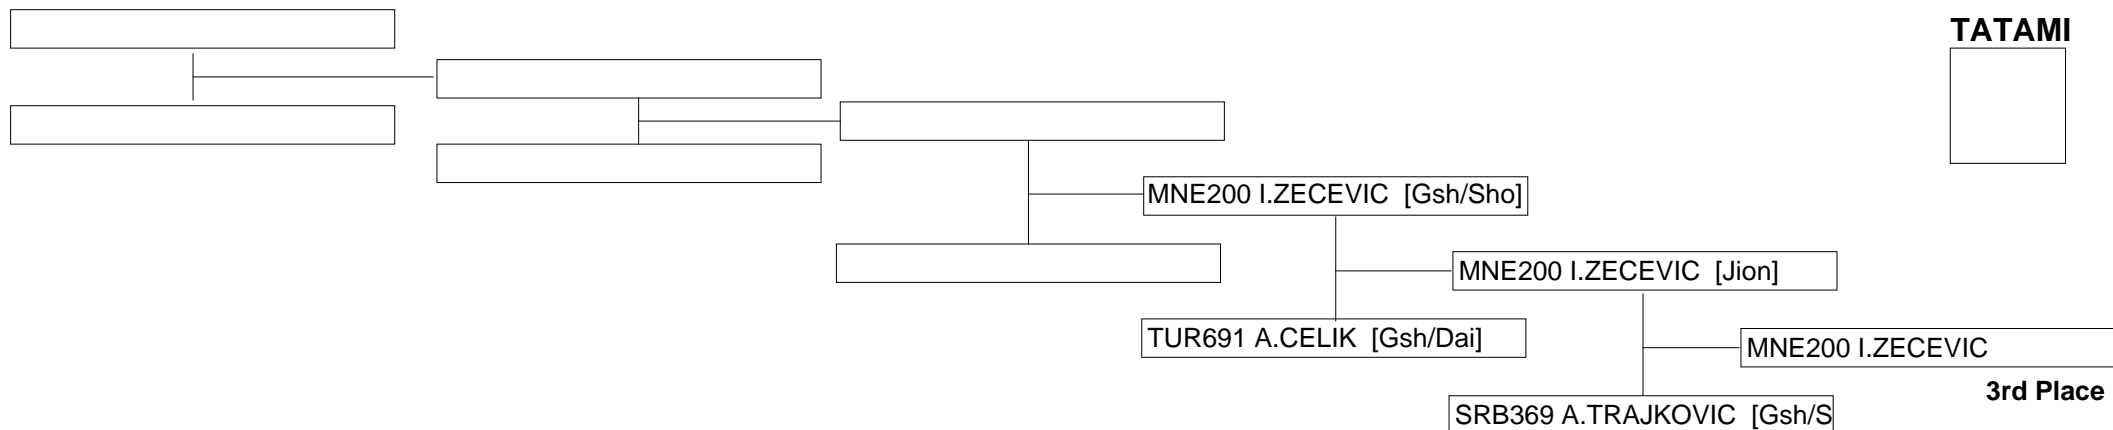 TATAMI
MNE200 I.ZECEVIC [Gsh/Sho]
MNE200 I.ZECEVIC [Jion]
TUR691 A.CELIK [Gsh/Dai]
MNE200 I.ZECEVIC
3rd Place
SRB369 A.TRAJKOVIC [Gsh/S